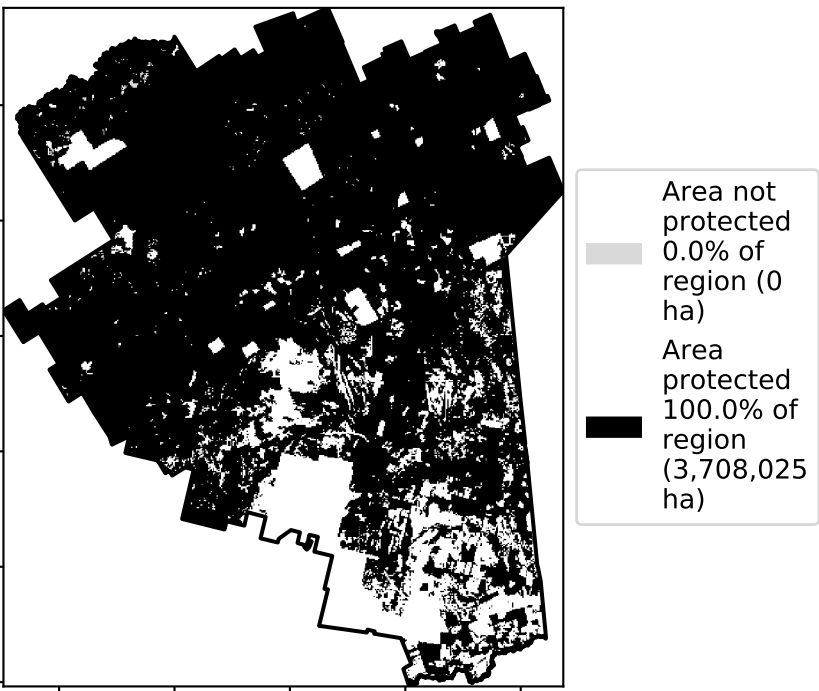 Area not
protected
0.0% of
region (0
ha)
Area
protected
100.0% of
region
(3,708,025
ha)